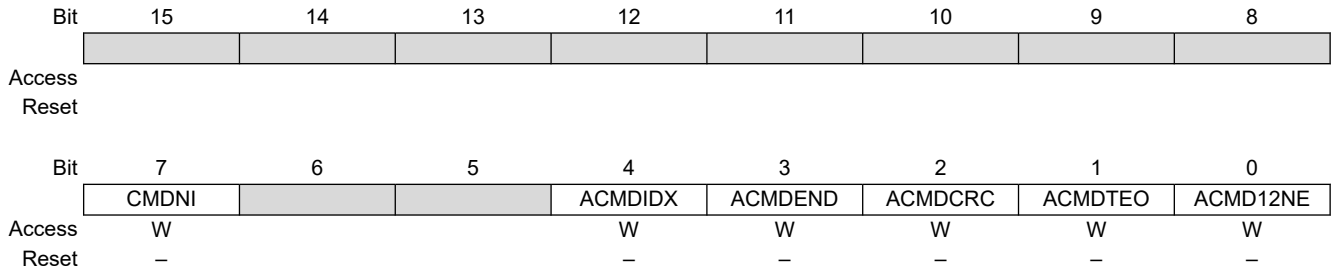 Bit 15 14 13 12 11 10 9 8
Access
Reset
Bit 7 6 5 4 3 2 1 0
CMDNI ACMDIDX ACMDEND ACMDCRC ACMDTEO ACMD12NE
Access W W W W W W
Reset – – – – – –